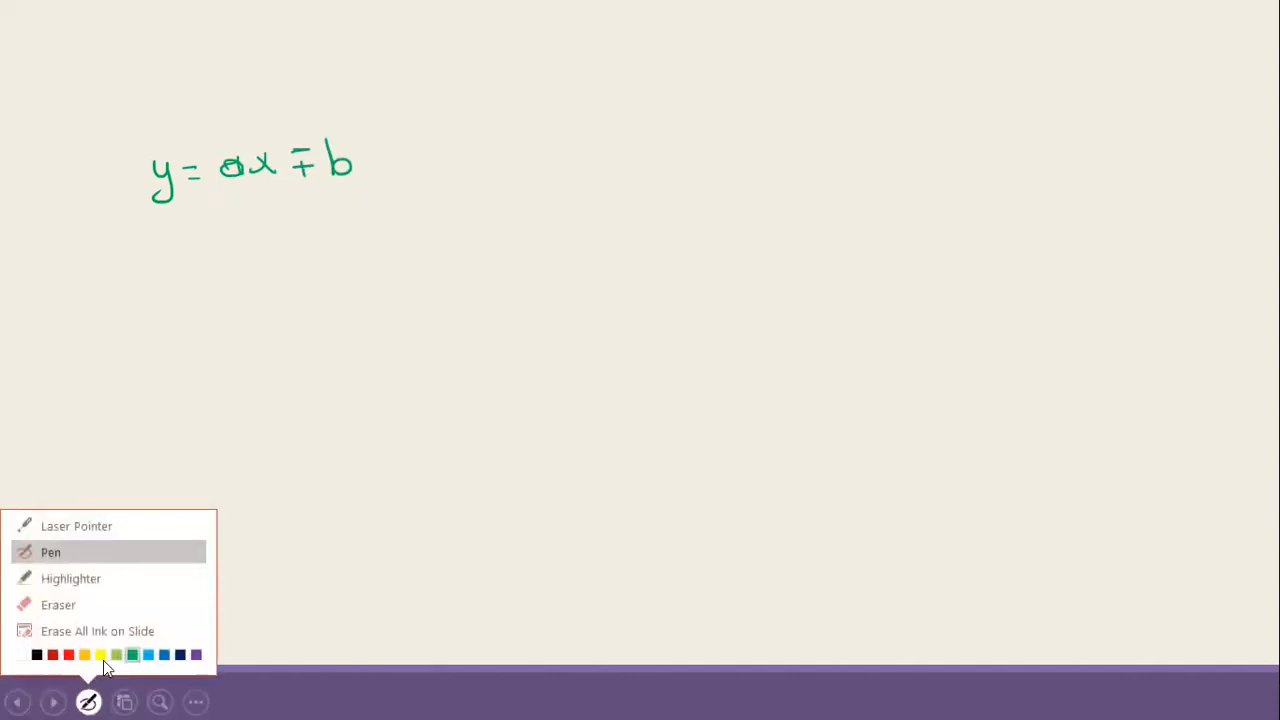 y = ax ∓ b
Laser Pointer
Pen
Highlighter
Eraser
Erase All Ink on Slide